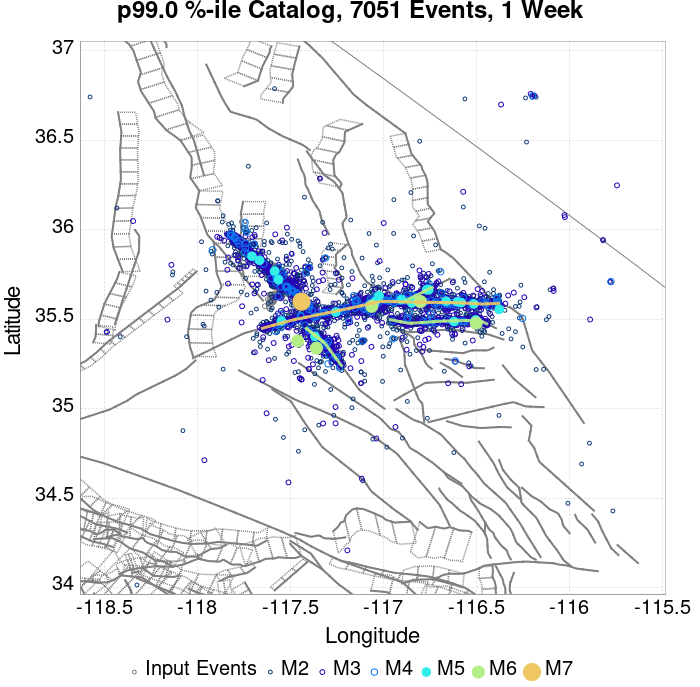 p99.0 %-ile Catalog, 7051 Events, 1 Week
37
36.5
36
35.5
35
34.5
34
Latitude
-118.5 -118 -117.5 -117 -116.5 -116 -115.5
Longitude
Input Events M2 M3 M4 M5 M6 M7